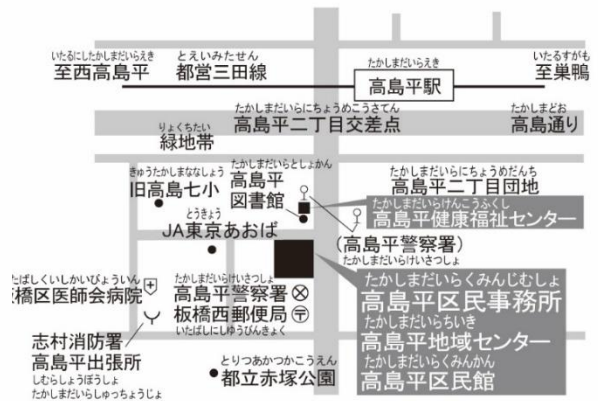 いたるにしたかしまだいらえき
至西高島平
とえいみたせん
都営三田線
たかしまだいらえき
高島平駅
いたるすがも
至巣鴨
たかしまだいらにちょうめこうさてん
高島平二丁目交差点
たかしまどお
高島通り
りょくちたい
緑地帯
きゅうたかしまななしょう
旧高島七小
たかしまだいらとしょかん
高島平
図書館
たかしまだいらにちょうめだんち
高島平二丁目団地
たかしまだいらけんこうふくし
高島平健康福祉センター
とうきょう
JA東京あおば
(高島平警察署)
たかしまだいらけいさつしょ
たばしくいしかいびょういん
板橋区医師会病院
たかしまだいらけいさつしょ
高島平警察署
板橋西郵便局
いたばしにしゆうびんきょく
たかしまだいらくみんじむしょ
高島平区民事務所
たかしまだいらちいき
高島平地域センター
たかしまだいらくみんかん
高島平区民館
志村消防署
高島平出張所
しむらしょうぼうしょ
たかしまだいらしゅっちょうじょ
とりつあかつかこうえん
都立赤塚公園